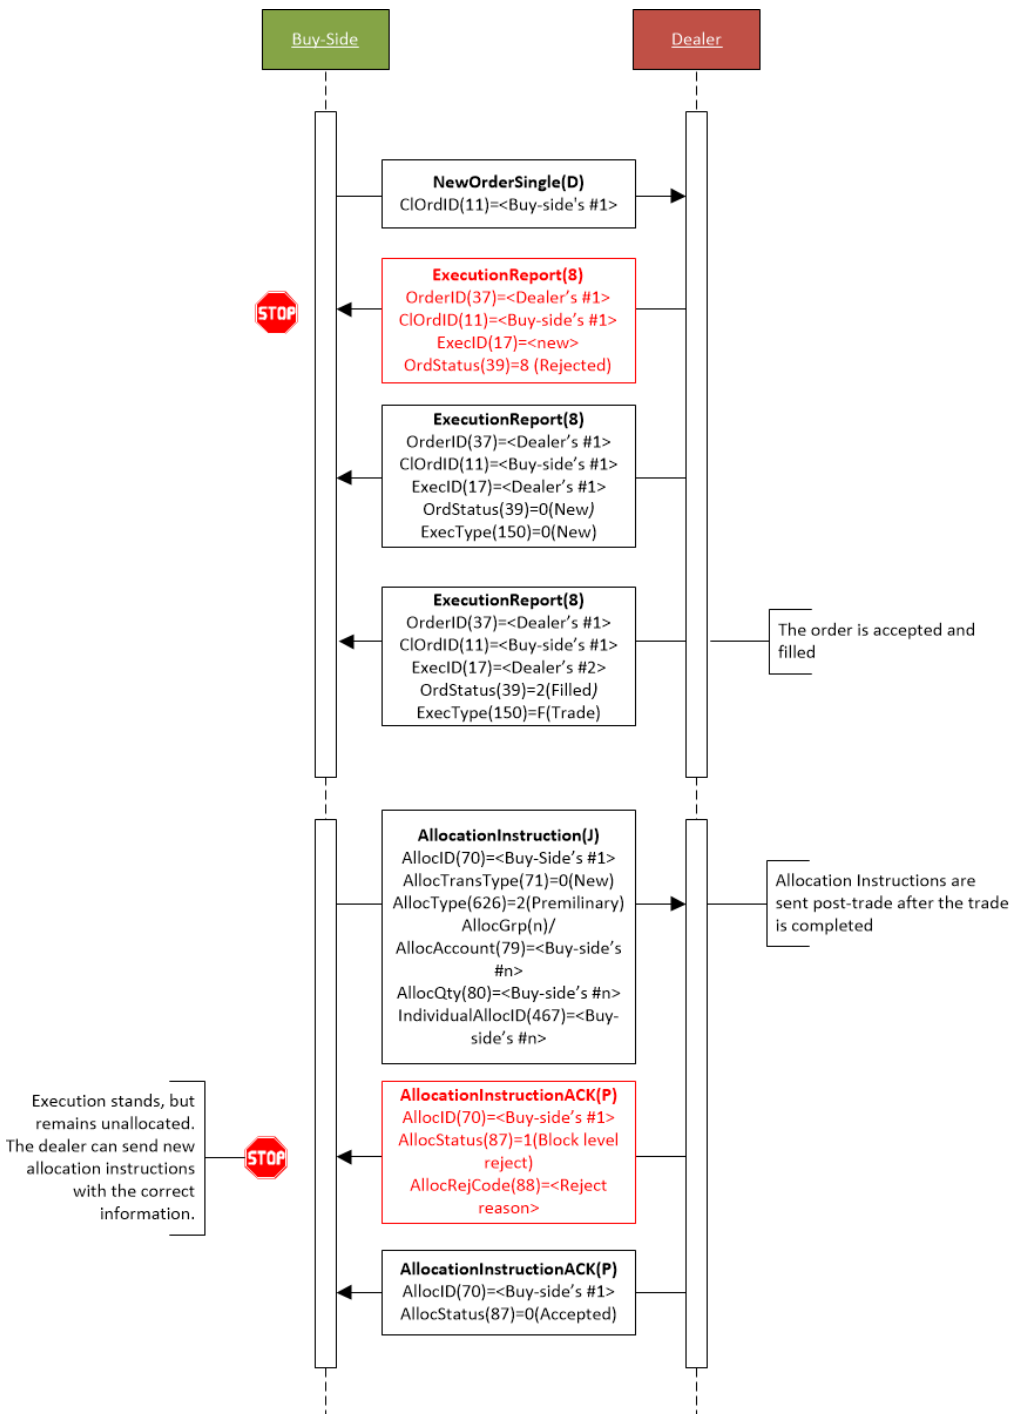 Buy-Side
Dealer
NewOrderSingle(D)
ClOrdID(11)=<Buy-side's #1>
ExecutionReport(8)
OrderID(37)=<Dealer’s #1>
ClOrdID(11)=<Buy-side’s #1>
ExecID(17)=<new>
OrdStatus(39)=8 (Rejected)
STOP
ExecutionReport(8)
OrderID(37)=<Dealer’s #1>
ClOrdID(11)=<Buy-side’s #1>
ExecID(17)=<Dealer’s #1>
OrdStatus(39)=0(New)
ExecType(150)=0(New)
ExecutionReport(8)
OrderID(37)=<Dealer’s #1>
ClOrdID(11)=<Buy-side’s #1>
ExecID(17)=<Dealer’s #2>
OrdStatus(39)=2(Filled)
ExecType(150)=F(Trade)
The order is accepted and
filled
AllocationInstruction(J)
AllocID(70)=<Buy-Side’s #1>
AllocTransType(71)=0(New)
AllocType(626)=2(Premilinary)
AllocGrp(n)/
AllocAccount(79)=<Buy-side’s
#n>
AllocQty(80)=<Buy-side’s #n>
IndividualAllocID(467)=<Buy-
side’s #n>
Allocation Instructions are
sent post-trade after the trade
is completed
AllocationInstructionACK(P)
AllocID(70)=<Buy-side’s #1>
AllocStatus(87)=1(Block level
reject)
AllocRejCode(88)=<Reject
reason>
Execution stands, but
remains unallocated.
The dealer can send new
allocation instructions
with the correct
information.
STOP
AllocationInstructionACK(P)
AllocID(70)=<Buy-side’s #1>
AllocStatus(87)=0(Accepted)